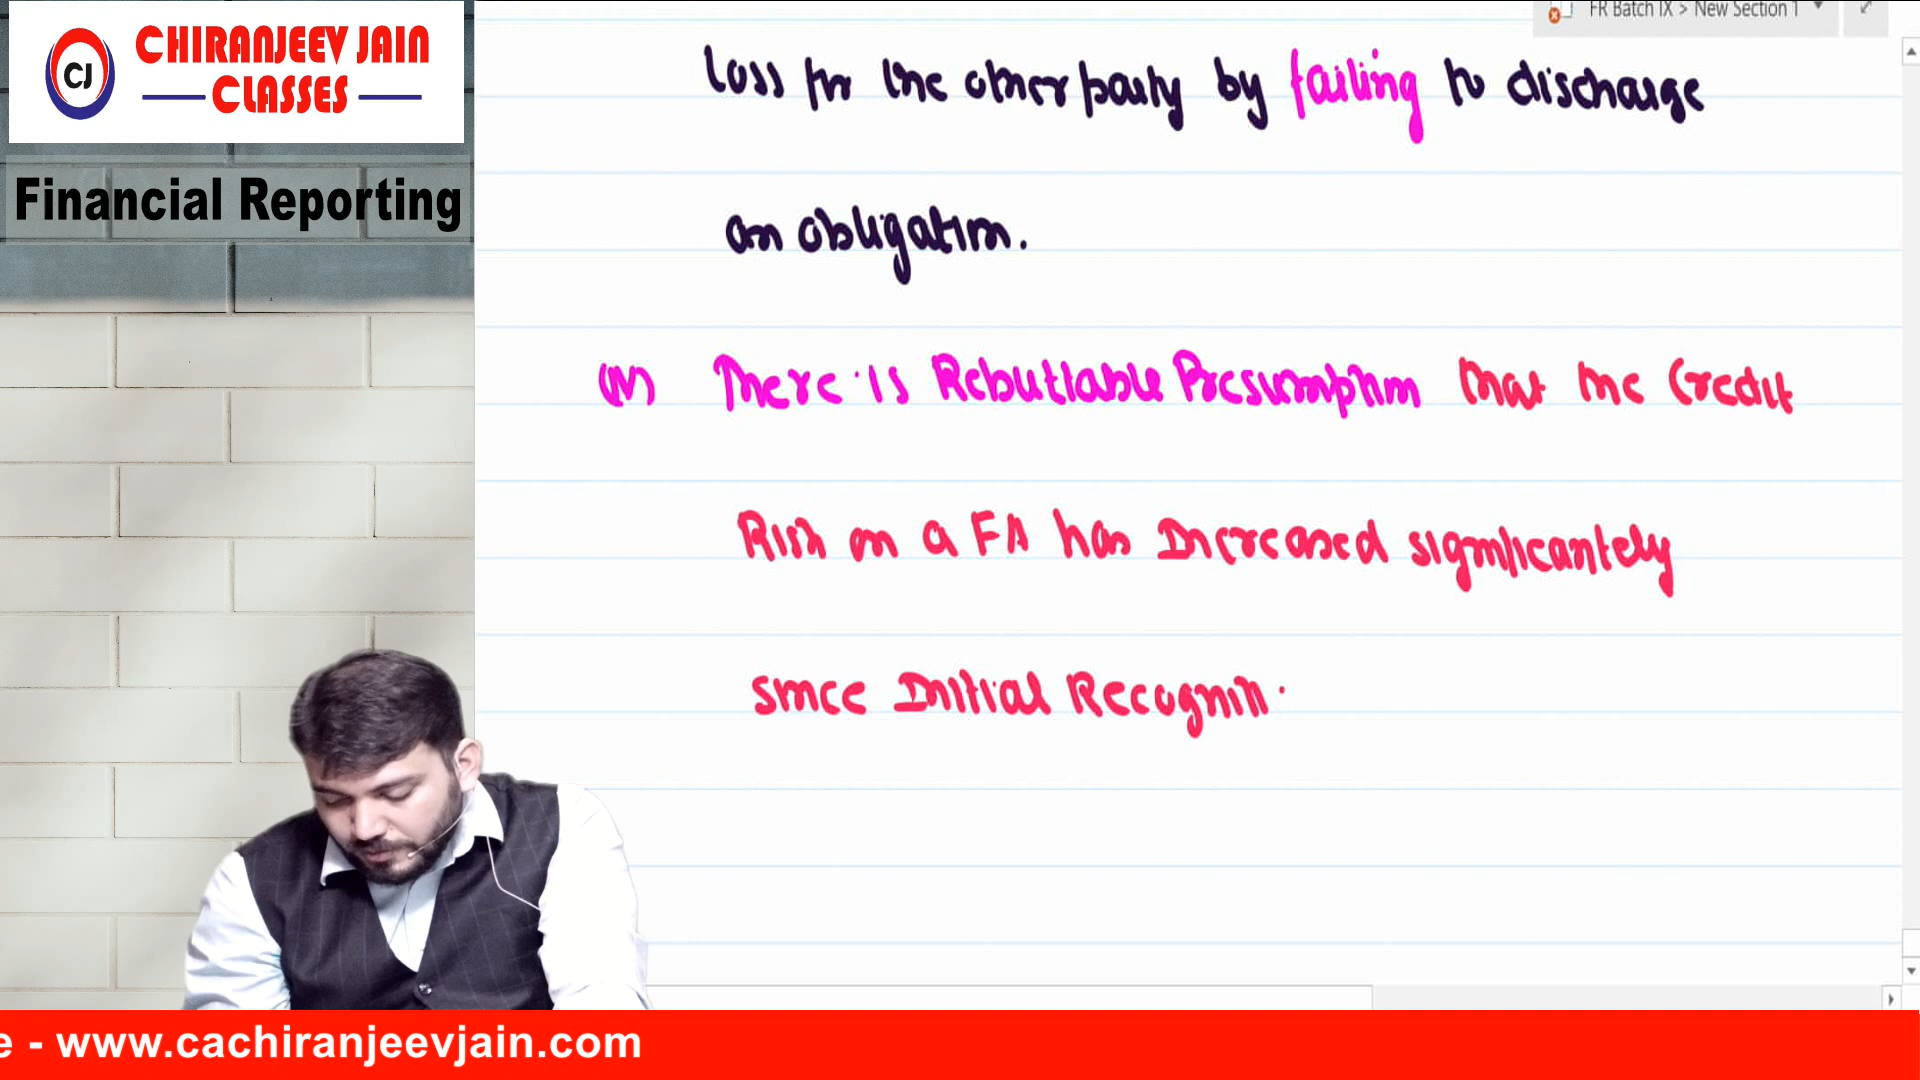 CJ
CHIRANJEEV JAIN
CLASSES
Financial Reporting
FR Batch IX > New Section 1
Loss for the other party by failing to discharge
an obligation.
(IV) There is Rebuttable Presumption that the Credit
Risk on a FA has Increased significantely
since Initial Recogniti.
e - www.cachiranjeevjain.com